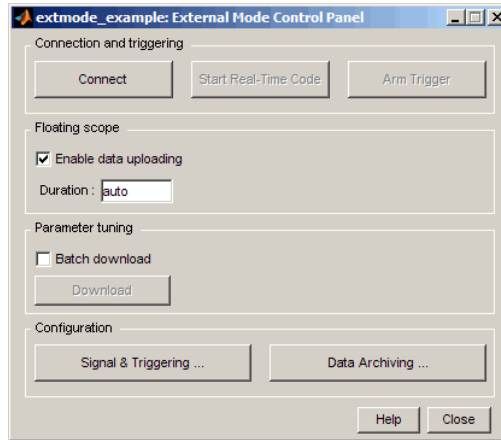 extmode_example: External Mode Control Panel
Connection and triggering
Connect Start Real-Time Code Arm Trigger
Floating scope
Enable data uploading
Duration : auto
Parameter tuning
Batch download
Download
Configuration
Signal & Triggering ... Data Archiving ...
Help Close